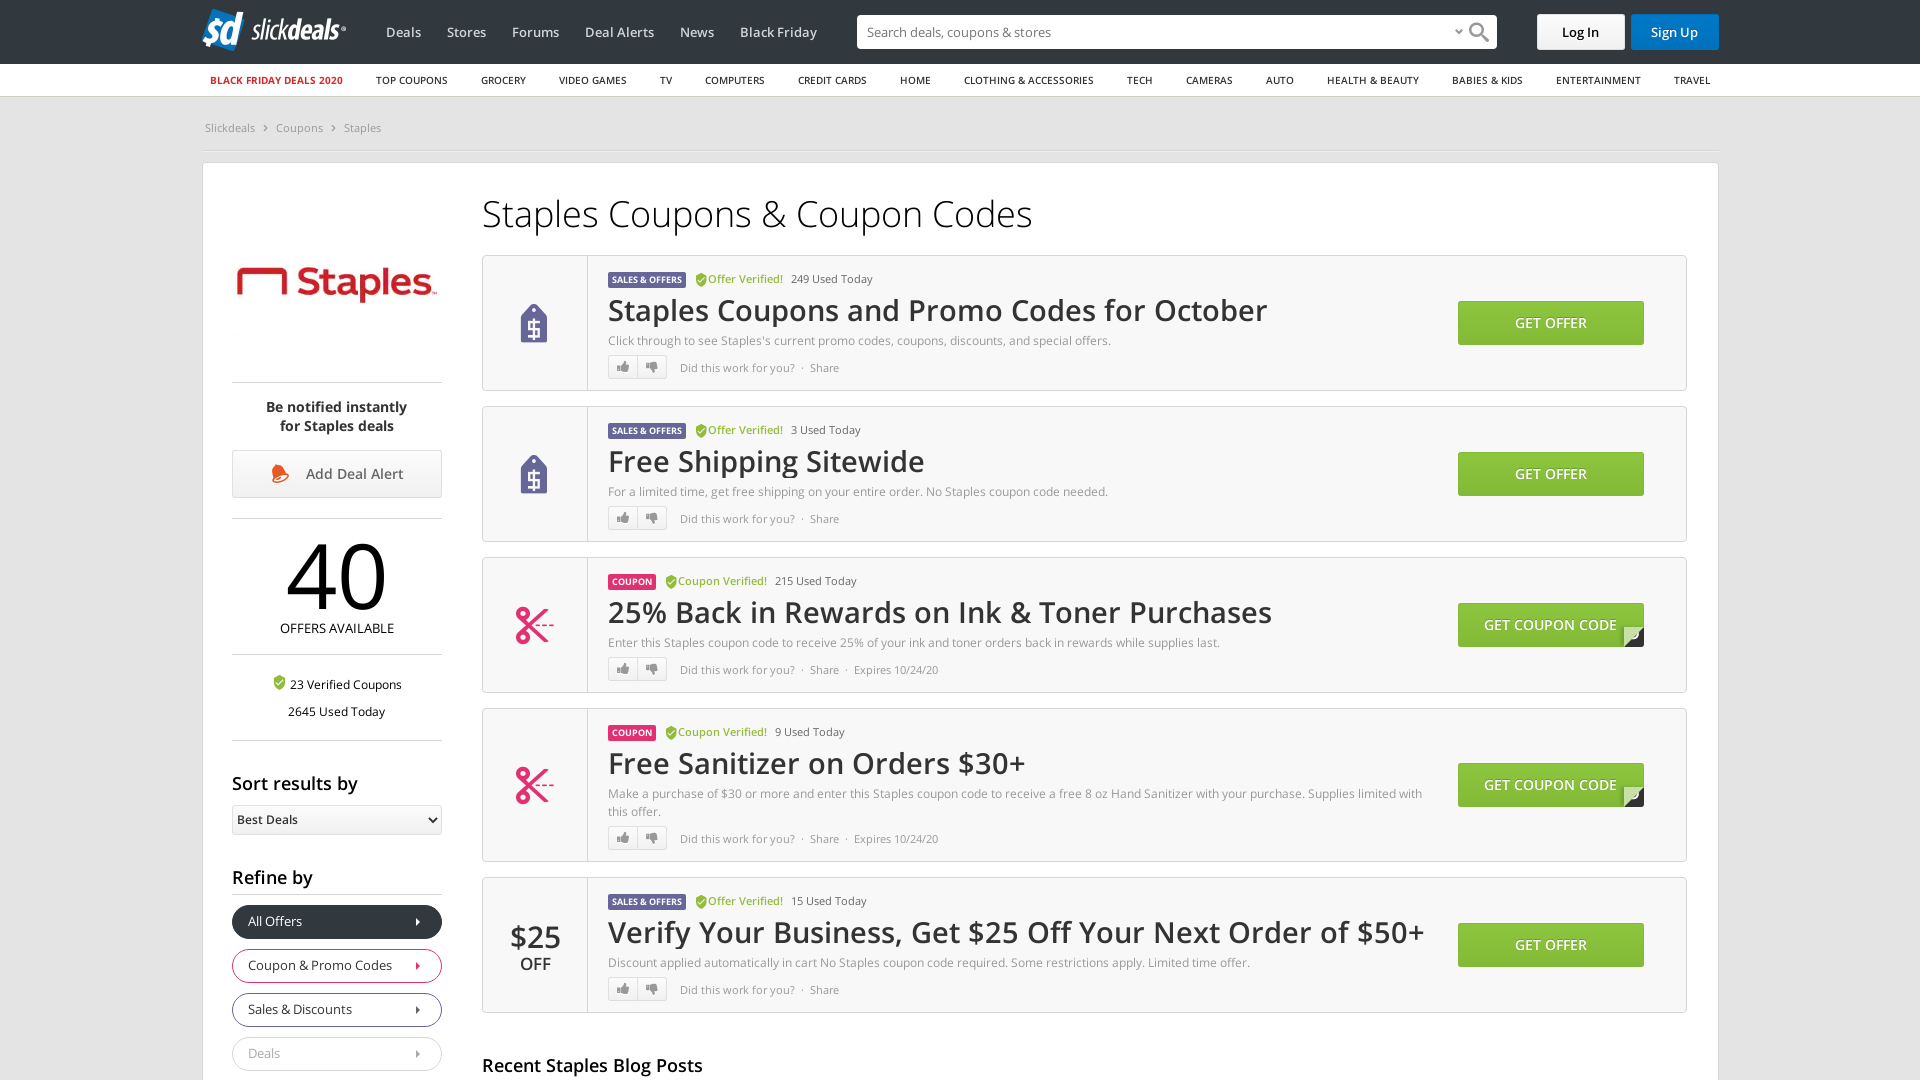 slickdeals
Deals
Stores
Forums
Deal Alerts
News
Black Friday
Search deals, coupons & stores
Log In
Sign Up
BLACK FRIDAY DEALS 2020
TOP COUPONS
GROCERY
VIDEO GAMES
TV
COMPUTERS
CREDIT CARDS
HOME
CLOTHING & ACCESSORIES
TECH
CAMERAS
AUTO
HEALTH & BEAUTY
BABIES & KIDS
ENTERTAINMENT
TRAVEL
Slickdeals > Coupons > Staples
Staples
Be notified instantly
for Staples deals
Add Deal Alert
40
OFFERS AVAILABLE
23 Verified Coupons
2645 Used Today
Sort results by
Best Deals
Refine by
All Offers
Coupon & Promo Codes
Sales & Discounts
Deals
Staples Coupons & Coupon Codes
SALES & OFFERS Offer Verified! 249 Used Today
Staples Coupons and Promo Codes for October
Click through to see Staples's current promo codes, coupons, discounts, and special offers.
Did this work for you? · Share
GET OFFER
SALES & OFFERS Offer Verified! 3 Used Today
Free Shipping Sitewide
For a limited time, get free shipping on your entire order. No Staples coupon code needed.
Did this work for you? · Share
GET OFFER
COUPON Coupon Verified! 215 Used Today
25% Back in Rewards on Ink & Toner Purchases
Enter this Staples coupon code to receive 25% of your ink and toner orders back in rewards while supplies last.
Did this work for you? · Share · Expires 10/24/20
GET COUPON CODE
COUPON Coupon Verified! 9 Used Today
Free Sanitizer on Orders $30+
Make a purchase of $30 or more and enter this Staples coupon code to receive a free 8 oz Hand Sanitizer with your purchase. Supplies limited with
this offer.
Did this work for you? · Share · Expires 10/24/20
GET COUPON CODE
$25
OFF
SALES & OFFERS Offer Verified! 15 Used Today
Verify Your Business, Get $25 Off Your Next Order of $50+
Discount applied automatically in cart No Staples coupon code required. Some restrictions apply. Limited time offer.
Did this work for you? · Share
GET OFFER
Recent Staples Blog Posts